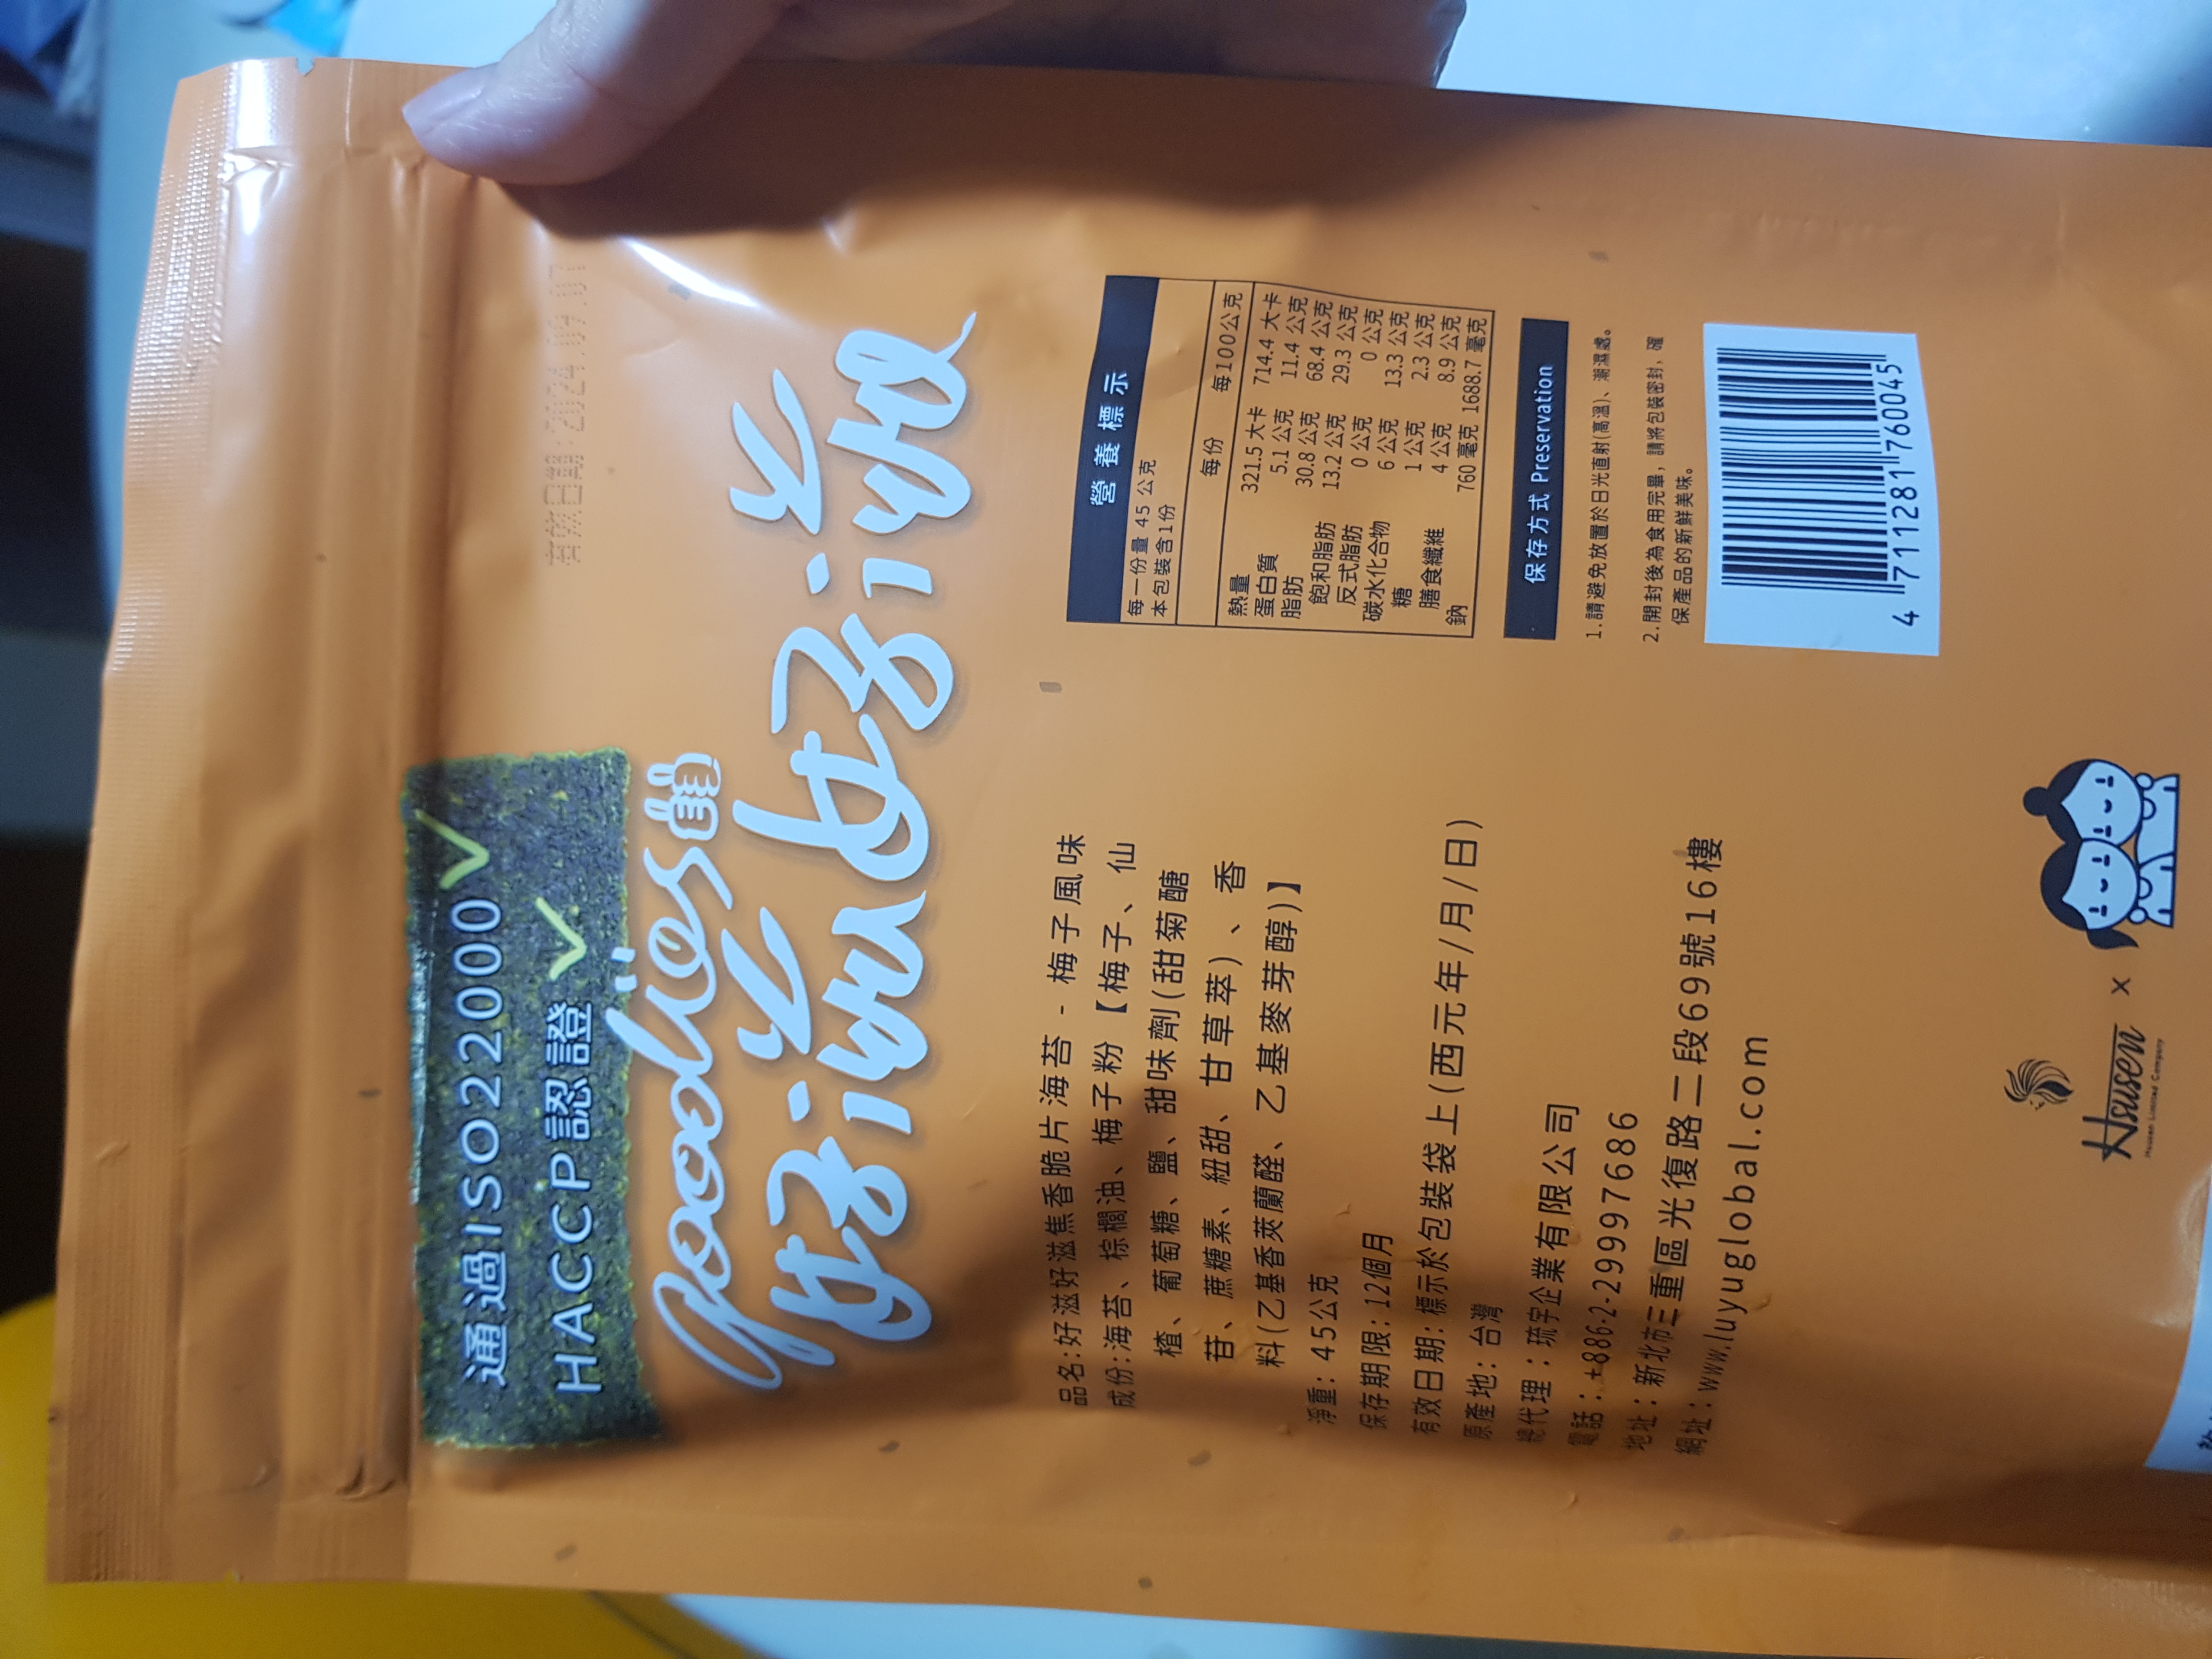 有效日期:2024.09.07
通過ISO22000
HACCP認證
goodies
好滋好滋
品名:好滋好滋焦香脆片海苔 - 梅子風味
成份:海苔、棕櫚油、梅子粉【梅子、仙
楂、葡萄糖、鹽、甜味劑(甜菊醣
苷、蔗糖素、紐甜、甘草萃)、香
料(乙基香莢蘭醛、乙基麥芽醇)】
淨重: 45公克
保存期限:12個月
有效日期:標示於包裝袋上(西元年/月/日)
原產地:台灣
總代理:琉宇企業有限公司
電話:+886-2-29997686
地址:新北市三重區光復路二段69號16樓
網址:www.luyuglobal.com
營養標示
每一份量 45 公克
本包裝含1份
每份 每100公克
熱量 321.5 大卡 714.4 大卡
蛋白質 5.1 公克 11.4 公克
脂肪 30.8 公克 68.4 公克
飽和脂肪 13.2 公克 29.3 公克
反式脂肪 0 公克 0 公克
碳水化合物 6 公克 13.3 公克
糖 1 公克 2.3 公克
膳食纖維 4 公克 8.9 公克
鈉 760 毫克 1688.7 毫克
保存方式 Preservation
1.請避免放置於日光直射(高溫)、潮濕處。
2.開封後為食用完畢,請將包裝密封,確
保產品的新鮮美味。
4 711281 760045
Hsusen
Hsusen Limited Company
×